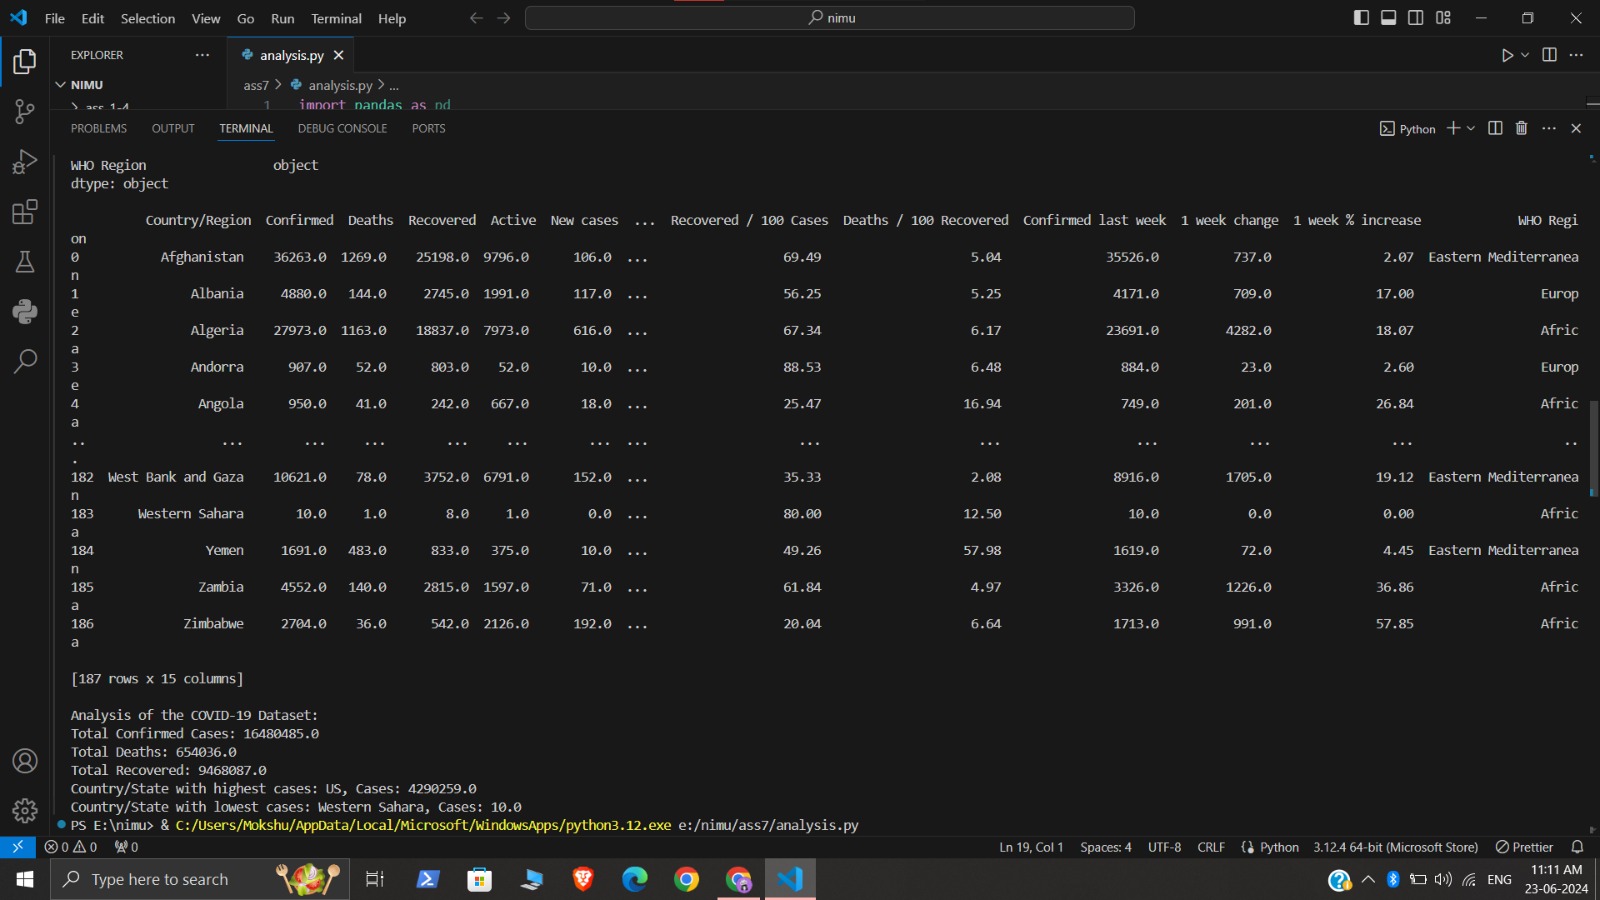 File Edit Selection View Go Run Terminal Help nimu
EXPLORER ... analysis.py
NIMU ass7 > analysis.py > ...
ass 1-4 1 import pandas as pd
PROBLEMS OUTPUT TERMINAL DEBUG CONSOLE PORTS Python
WHO Region object
dtype: object
Country/Region Confirmed Deaths Recovered Active New cases ... Recovered / 100 Cases Deaths / 100 Recovered Confirmed last week 1 week change 1 week % increase WHO Regi
on
0 Afghanistan 36263.0 1269.0 25198.0 9796.0 106.0 ... 69.49 5.04 35526.0 737.0 2.07 Eastern Mediterranea
n
1 Albania 4880.0 144.0 2745.0 1991.0 117.0 ... 56.25 5.25 4171.0 709.0 17.00 Europ
e
2 Algeria 27973.0 1163.0 18837.0 7973.0 616.0 ... 67.34 6.17 23691.0 4282.0 18.07 Afric
a
3 Andorra 907.0 52.0 803.0 52.0 10.0 ... 88.53 6.48 884.0 23.0 2.60 Europ
e
4 Angola 950.0 41.0 242.0 667.0 18.0 ... 25.47 16.94 749.0 201.0 26.84 Afric
a
.. ... ... ... ... ... ... ... ... ... ... ... ... ..
.
182 West Bank and Gaza 10621.0 78.0 3752.0 6791.0 152.0 ... 35.33 2.08 8916.0 1705.0 19.12 Eastern Mediterranea
n
183 Western Sahara 10.0 1.0 8.0 1.0 0.0 ... 80.00 12.50 10.0 0.0 0.00 Afric
a
184 Yemen 1691.0 483.0 833.0 375.0 10.0 ... 49.26 57.98 1619.0 72.0 4.45 Eastern Mediterranea
n
185 Zambia 4552.0 140.0 2815.0 1597.0 71.0 ... 61.84 4.97 3326.0 1226.0 36.86 Afric
a
186 Zimbabwe 2704.0 36.0 542.0 2126.0 192.0 ... 20.04 6.64 1713.0 991.0 57.85 Afric
a
[187 rows x 15 columns]
Analysis of the COVID-19 Dataset:
Total Confirmed Cases: 16480485.0
Total Deaths: 654036.0
Total Recovered: 9468087.0
Country/State with highest cases: US, Cases: 4290259.0
Country/State with lowest cases: Western Sahara, Cases: 10.0
PS E:\nimu> & C:/Users/Mokshu/AppData/Local/Microsoft/WindowsApps/python3.12.exe e:/nimu/ass7/analysis.py
0 0 0 Ln 19, Col 1 Spaces: 4 UTF-8 CRLF Python 3.12.4 64-bit (Microsoft Store) Prettier
Type here to search ENG 11:11 AM
23-06-2024